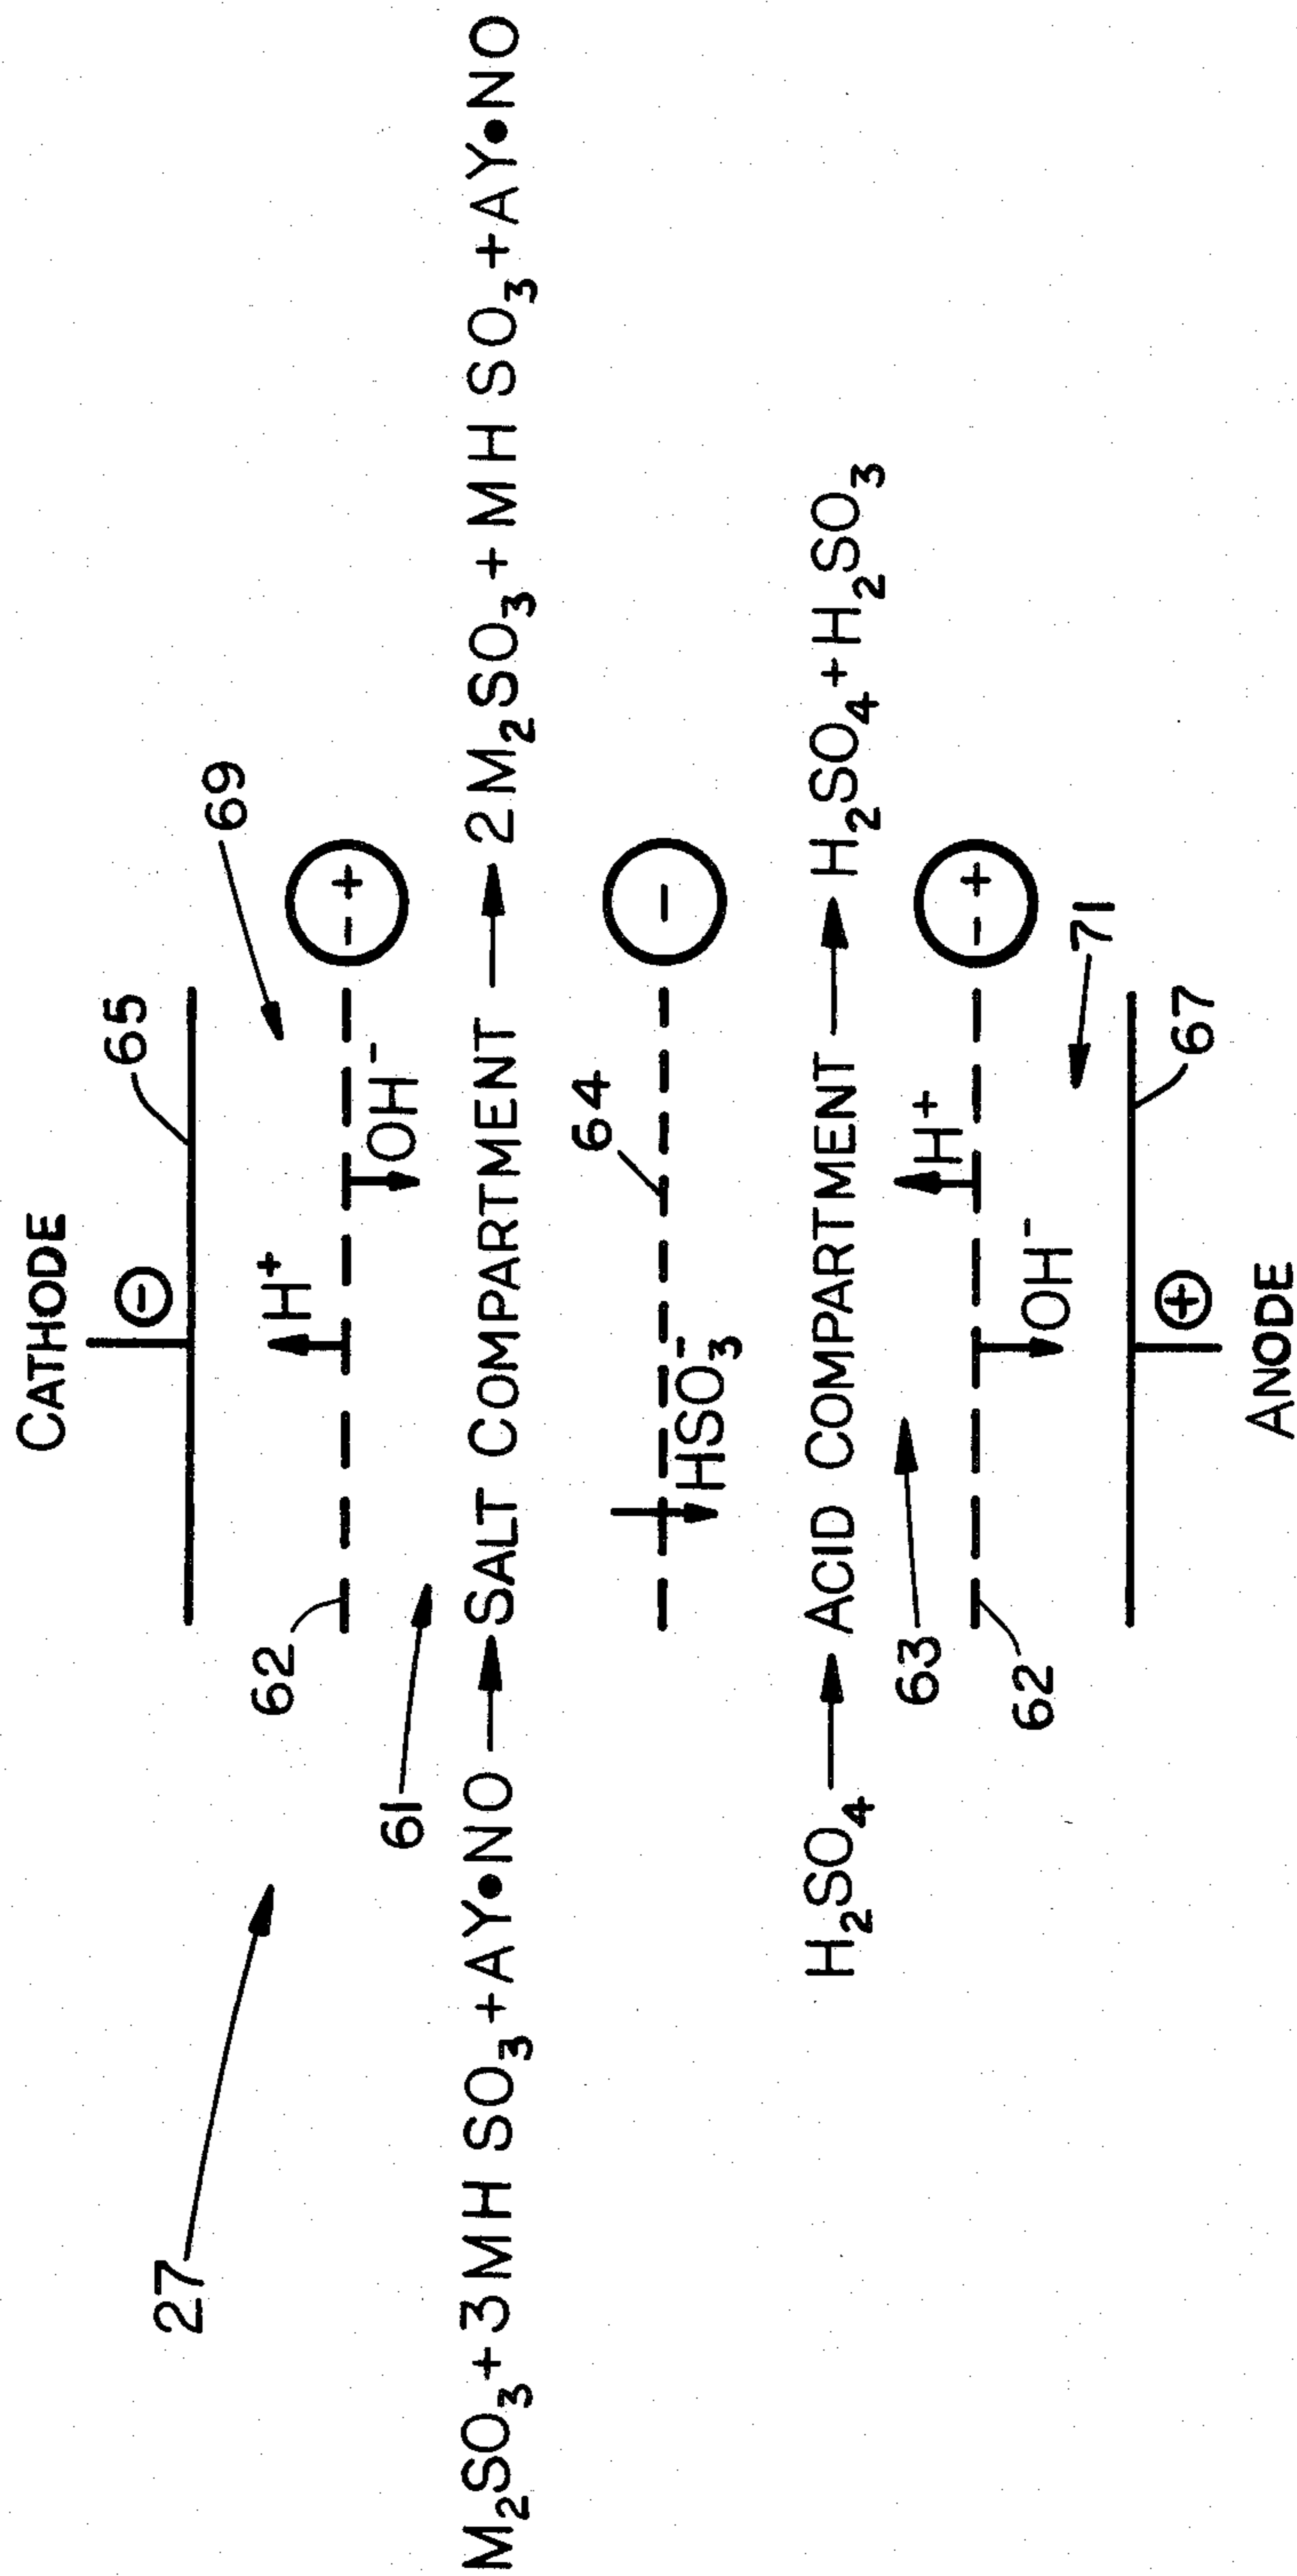 CATHODE
⊖
65
69
H⁺
62
− +
OH⁻
27
61
M₂SO₃ + 3MHSO₃ + AY•NO → SALT COMPARTMENT → 2M₂SO₃ + MHSO₃ + AY•NO
64
−
HSO₃⁻
H₂SO₄ → ACID COMPARTMENT → H₂SO₄ + H₂SO₃
63
H⁺
− +
62
OH⁻
71
67
⊕
ANODE